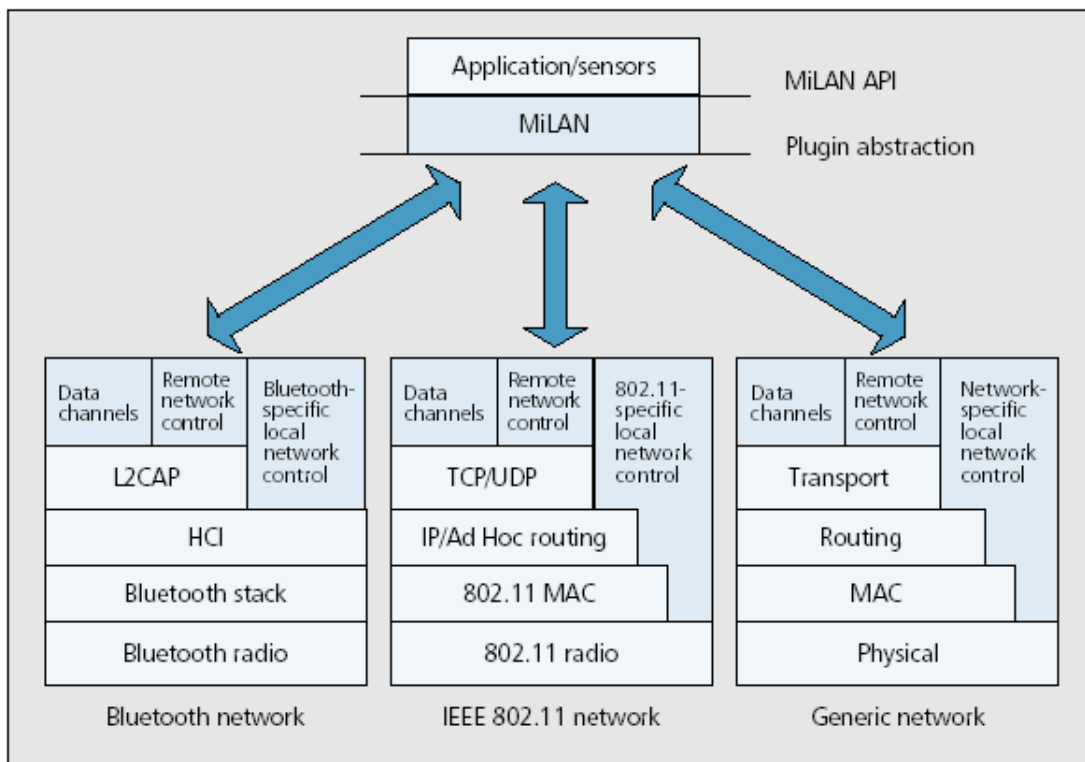 Application/sensors
MiLAN API
MiLAN
Plugin abstraction
Data
channels
Remote
network
control
Bluetooth-
specific
local
network
control
L2CAP
HCI
Bluetooth stack
Bluetooth radio
Bluetooth network
Data
channels
Remote
network
control
802.11-
specific
local
network
control
TCP/UDP
IP/Ad Hoc routing
802.11 MAC
802.11 radio
IEEE 802.11 network
Data
channels
Remote
network
control
Network-
specific
local
network
control
Transport
Routing
MAC
Physical
Generic network